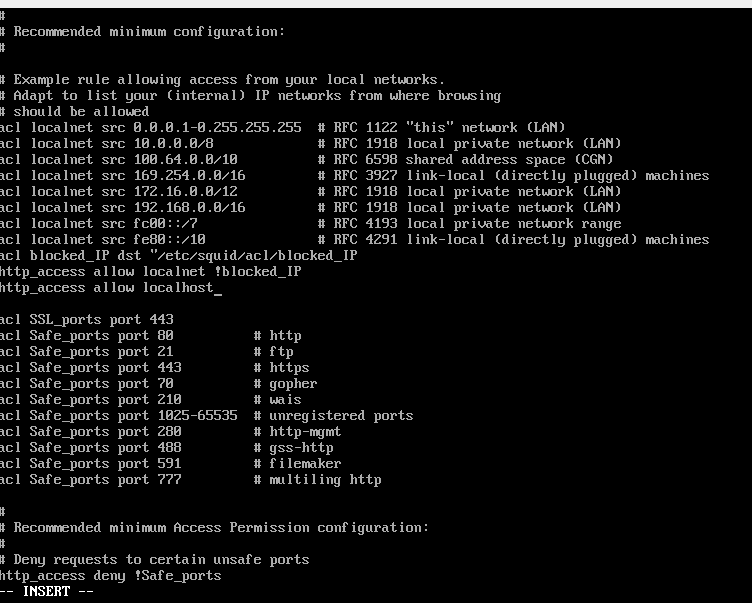 #
# Recommended minimum configuration:
#
# Example rule allowing access from your local networks.
# Adapt to list your (internal) IP networks from where browsing
# should be allowed
acl localnet src 0.0.0.1-0.255.255.255  # RFC 1122 "this" network (LAN)
acl localnet src 10.0.0.0/8             # RFC 1918 local private network (LAN)
acl localnet src 100.64.0.0/10          # RFC 6598 shared address space (CGN)
acl localnet src 169.254.0.0/16         # RFC 3927 link-local (directly plugged) machines
acl localnet src 172.16.0.0/12          # RFC 1918 local private network (LAN)
acl localnet src 192.168.0.0/16         # RFC 1918 local private network (LAN)
acl localnet src fc00::/7               # RFC 4193 local private network range
acl localnet src fe80::/10              # RFC 4291 link-local (directly plugged) machines
acl blocked_IP dst "/etc/squid/acl/blocked_IP
http_access allow localnet !blocked_IP
http_access allow localhost_
acl SSL_ports port 443
acl Safe_ports port 80          # http
acl Safe_ports port 21          # ftp
acl Safe_ports port 443         # https
acl Safe_ports port 70          # gopher
acl Safe_ports port 210         # wais
acl Safe_ports port 1025-65535  # unregistered ports
acl Safe_ports port 280         # http-mgmt
acl Safe_ports port 488         # gss-http
acl Safe_ports port 591         # filemaker
acl Safe_ports port 777         # multiling http
#
# Recommended minimum Access Permission configuration:
#
# Deny requests to certain unsafe ports
http_access deny !Safe_ports
-- INSERT --